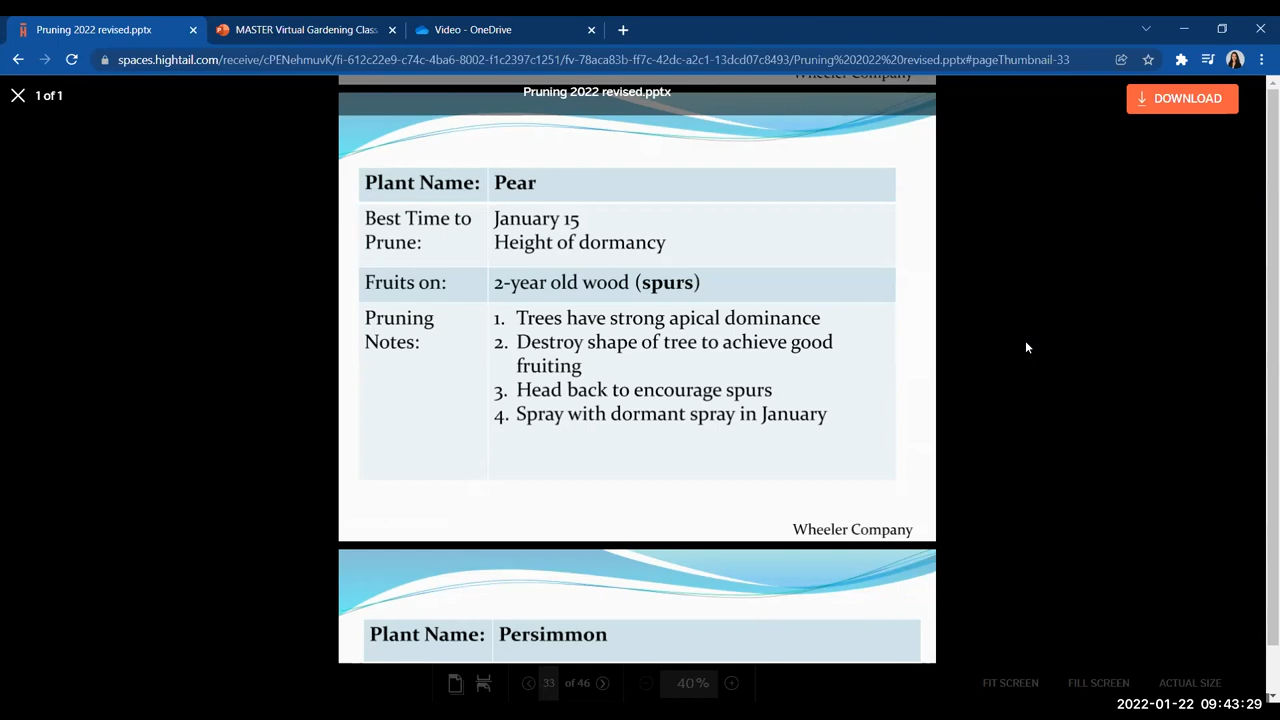 Pruning 2022 revised.pptx
MASTER Virtual Gardening Class
Video - OneDrive
spaces.hightail.com/receive/cPENehmuvK/fi-612c22e9-c74c-4ba6-8002-f1c2397c1251/fv-78aca83b-ff7c-42dc-a2c1-13dcd07c8493/Pruning%202022%20revised.pptx#pageThumbnail-33
Wheeler Company
1 of 1
Pruning 2022 revised.pptx
DOWNLOAD
Plant Name: Pear
Best Time to Prune: January 15
Height of dormancy
Fruits on: 2-year old wood (spurs)
Pruning Notes: 1. Trees have strong apical dominance
2. Destroy shape of tree to achieve good
fruiting
3. Head back to encourage spurs
4. Spray with dormant spray in January
Wheeler Company
Plant Name: Persimmon
33 of 46
40%
FIT SCREEN
FILL SCREEN
ACTUAL SIZE
2022-01-22 09:43:29